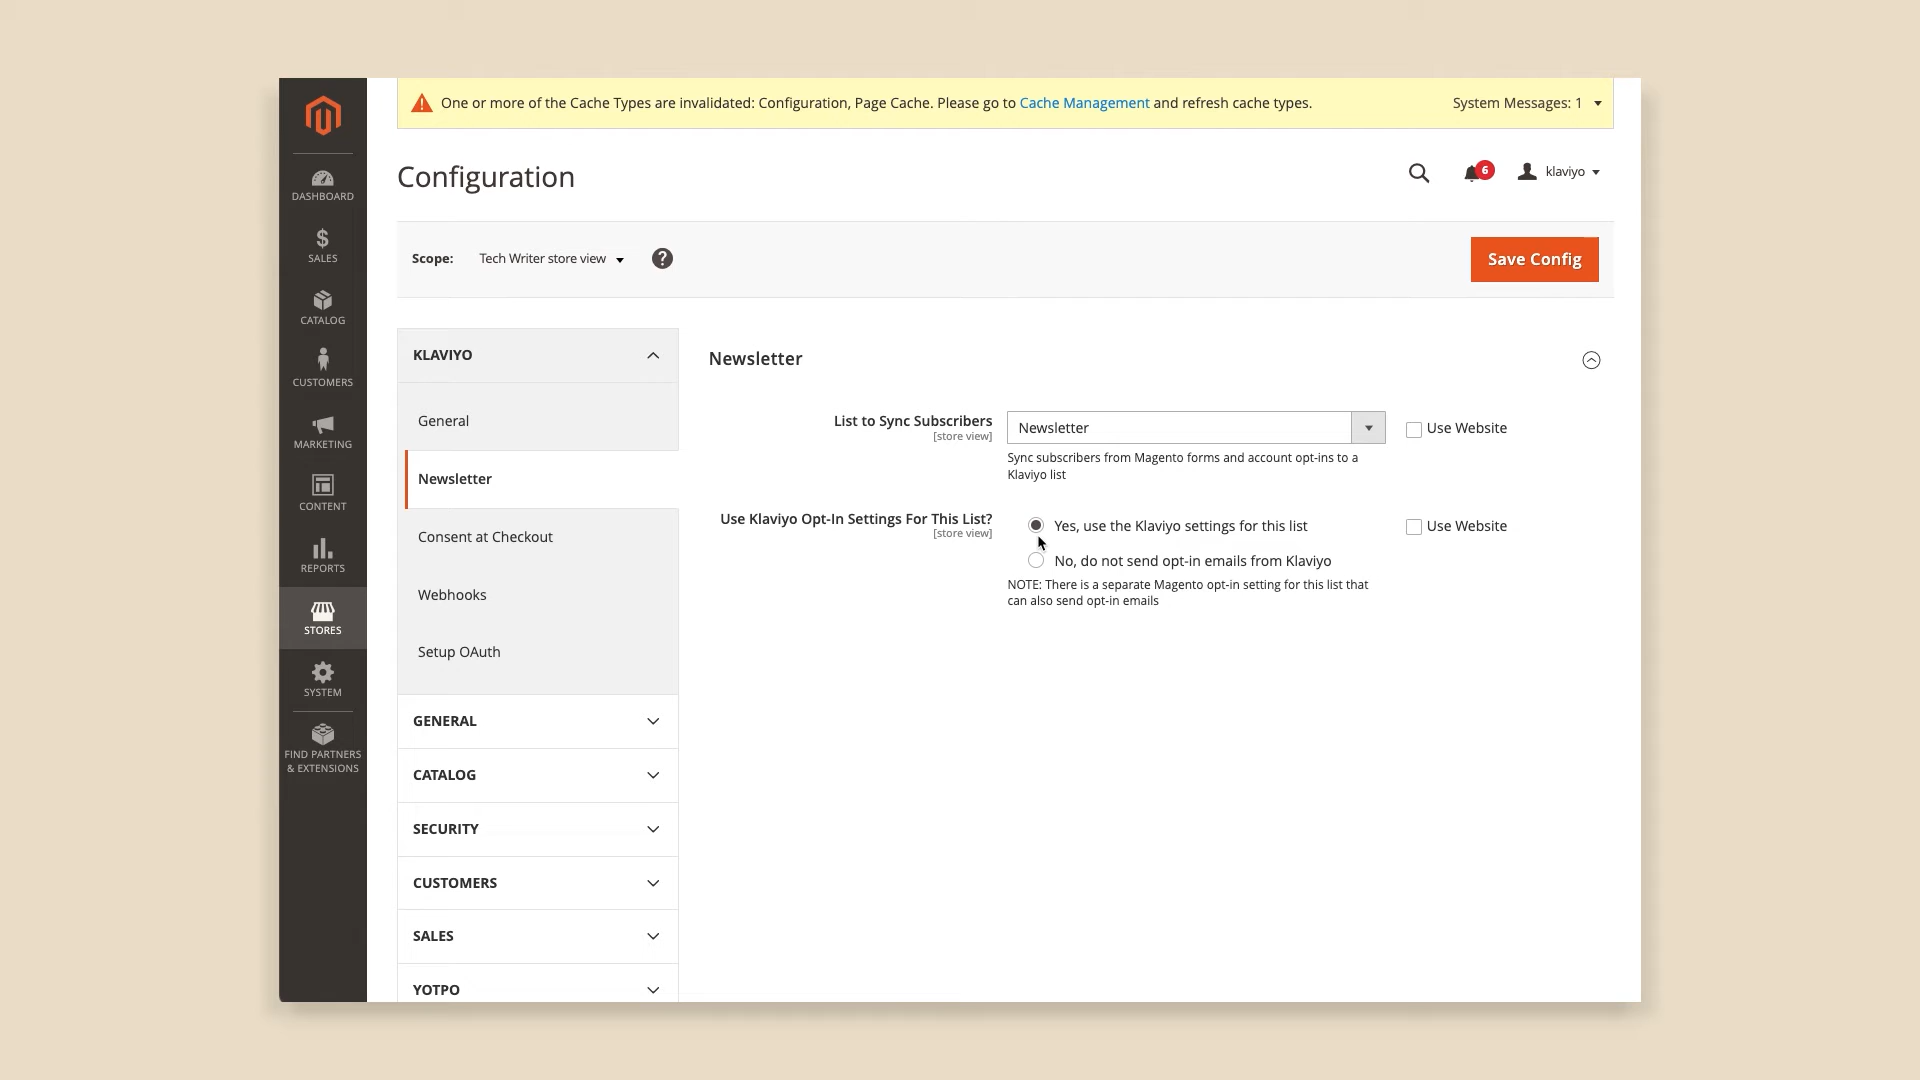 One or more of the Cache Types are invalidated: Configuration, Page Cache. Please go to Cache Management and refresh cache types.
System Messages: 1
Configuration
6
klaviyo
DASHBOARD
SALES
CATALOG
CUSTOMERS
MARKETING
CONTENT
REPORTS
STORES
SYSTEM
FIND PARTNERS
& EXTENSIONS
Scope:
Tech Writer store view
?
Save Config
KLAVIYO
General
Newsletter
Consent at Checkout
Webhooks
Setup OAuth
GENERAL
CATALOG
SECURITY
CUSTOMERS
SALES
YOTPO
Newsletter
List to Sync Subscribers
[store view]
Newsletter
Use Website
Sync subscribers from Magento forms and account opt-ins to a
Klaviyo list
Use Klaviyo Opt-In Settings For This List?
[store view]
Yes, use the Klaviyo settings for this list
Use Website
No, do not send opt-in emails from Klaviyo
NOTE: There is a separate Magento opt-in setting for this list that
can also send opt-in emails